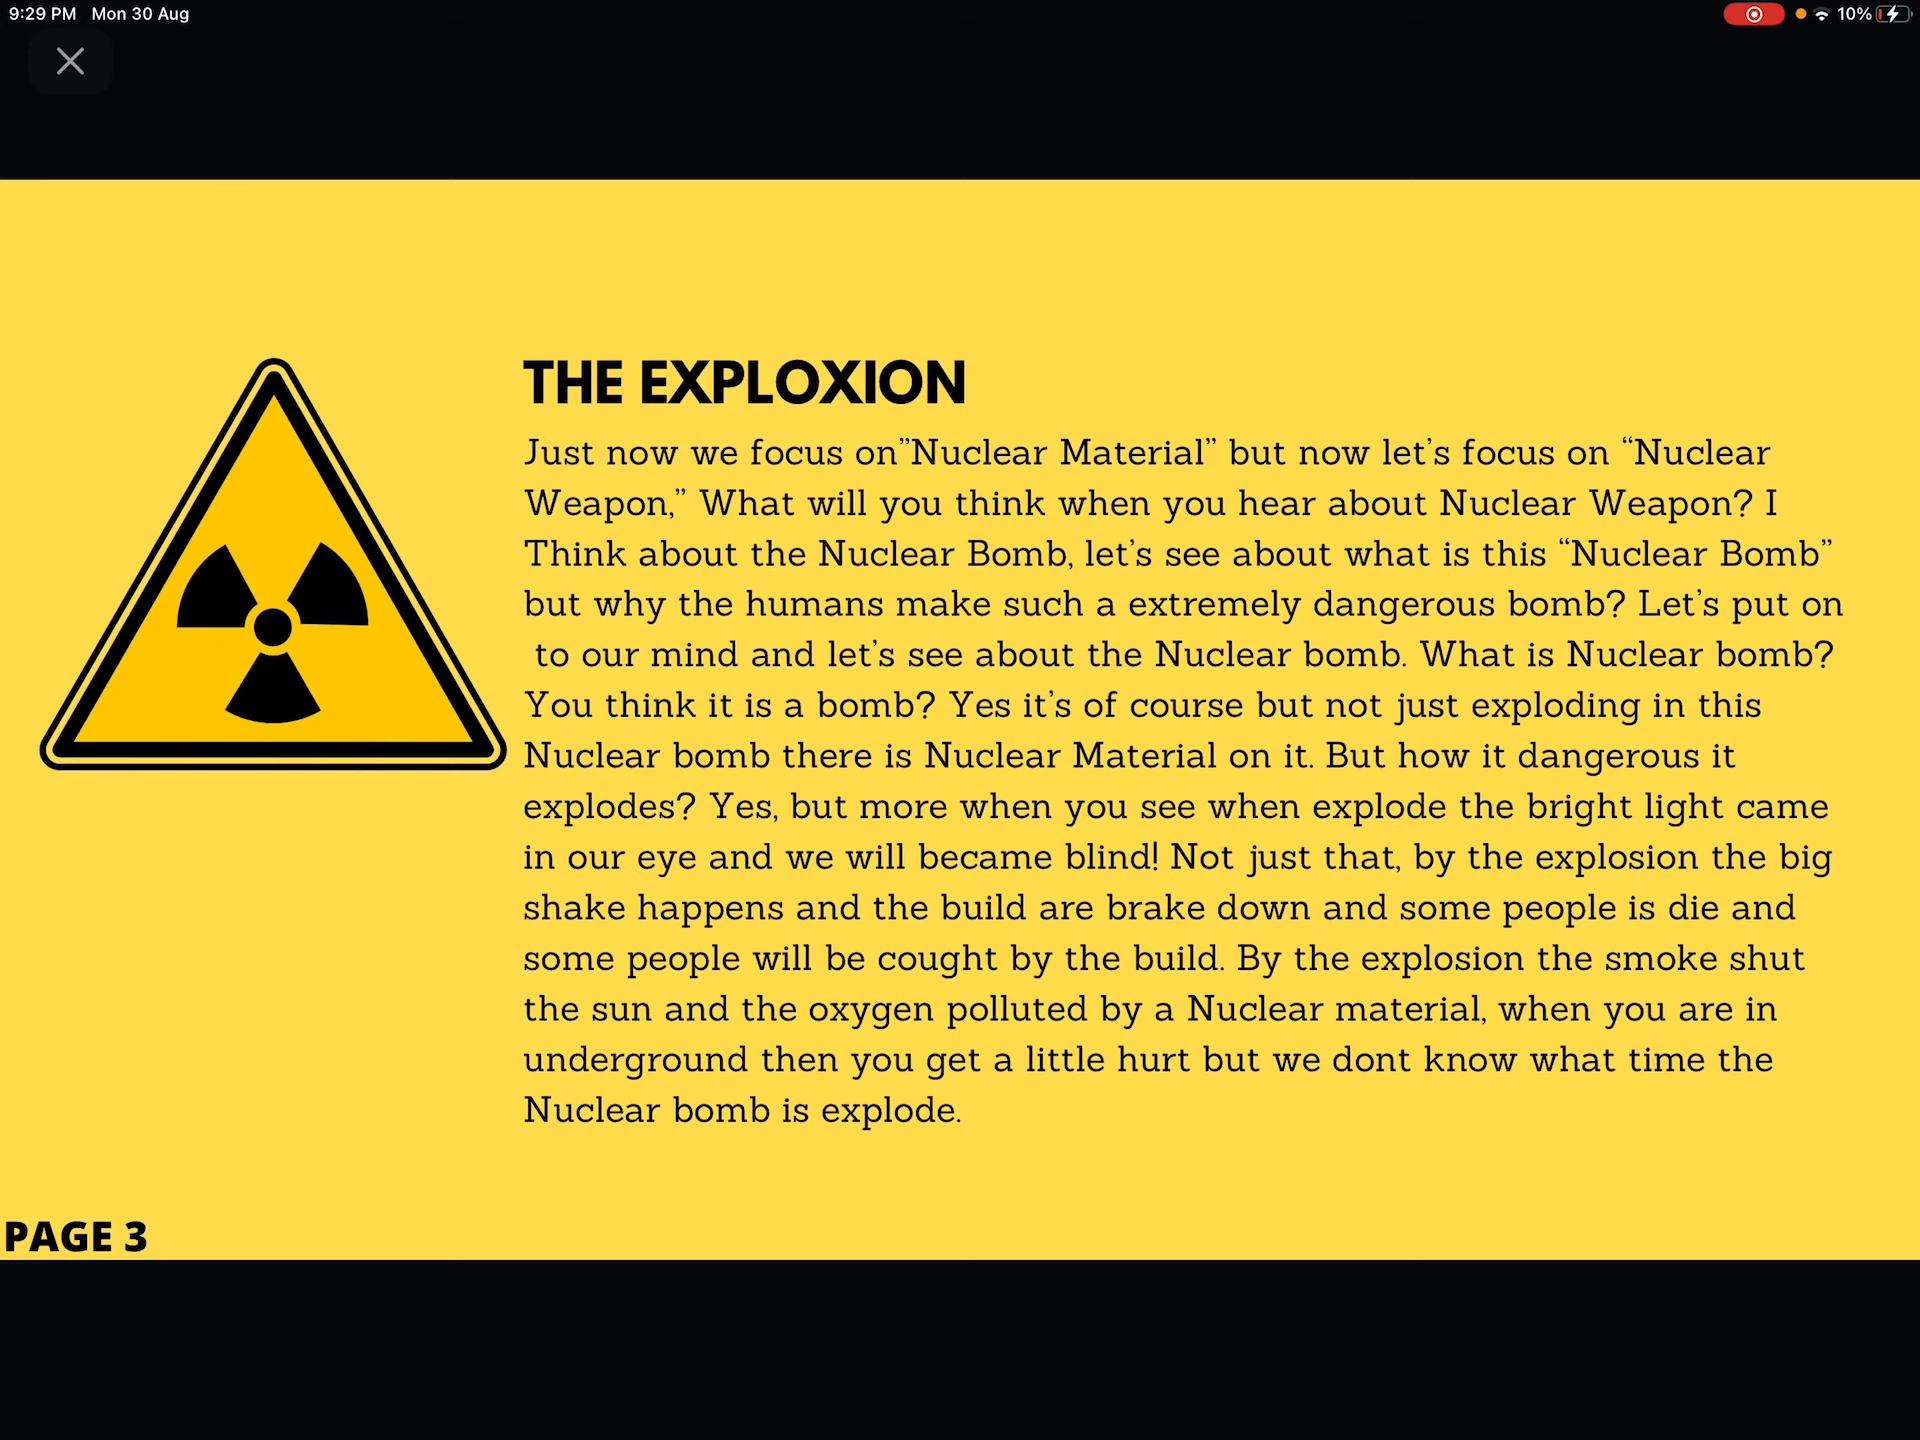 9:29 PM Mon 30 Aug
10%
THE EXPLOXION
Just now we focus on”Nuclear Material” but now let’s focus on “Nuclear
Weapon,” What will you think when you hear about Nuclear Weapon? I
Think about the Nuclear Bomb, let’s see about what is this “Nuclear Bomb”
but why the humans make such a extremely dangerous bomb? Let’s put on
to our mind and let’s see about the Nuclear bomb. What is Nuclear bomb?
You think it is a bomb? Yes it’s of course but not just exploding in this
Nuclear bomb there is Nuclear Material on it. But how it dangerous it
explodes? Yes, but more when you see when explode the bright light came
in our eye and we will became blind! Not just that, by the explosion the big
shake happens and the build are brake down and some people is die and
some people will be cought by the build. By the explosion the smoke shut
the sun and the oxygen polluted by a Nuclear material, when you are in
underground then you get a little hurt but we dont know what time the
Nuclear bomb is explode.
PAGE 3